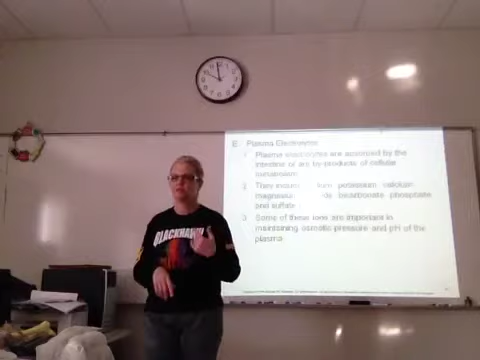 E. Plasma Electrolytes
1. Plasma electrolytes are absorbed by the
intestine or are by-products of cellular
metabolism
2. They include potassium calcium
bicarbonate phosphate
and sulfate
3. Some of these ions are important in
maintaining osmotic pressure and pH of the
plasma
BLACKHAWKS